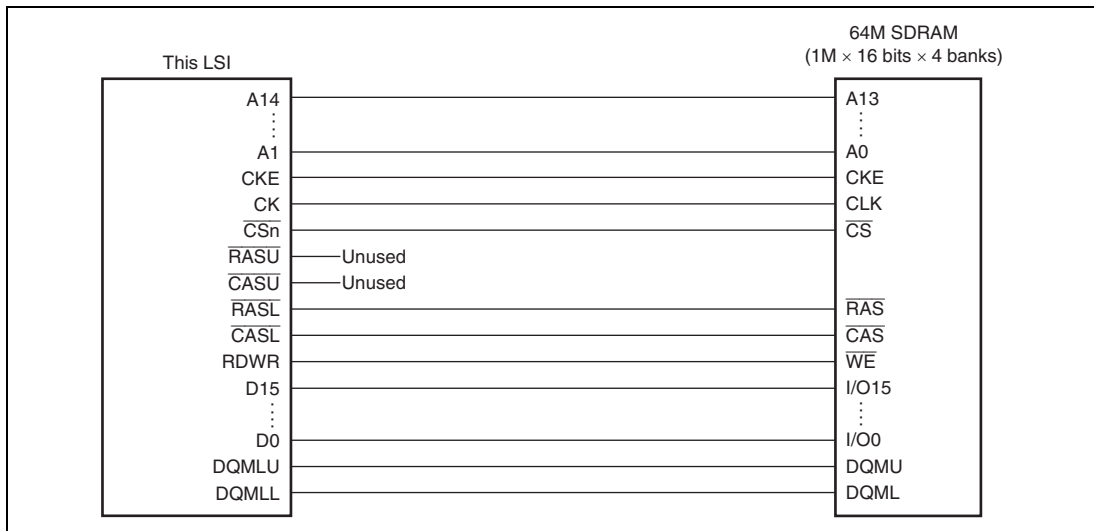 64M SDRAM
(1M × 16 bits × 4 banks)
This LSI
A14 A13
A1 A0
CKE CKE
CK CLK
CSn CS
RASU Unused
CASU Unused
RASL RAS
CASL CAS
RDWR WE
D15 I/O15
D0 I/O0
DQMLU DQMU
DQMLL DQML